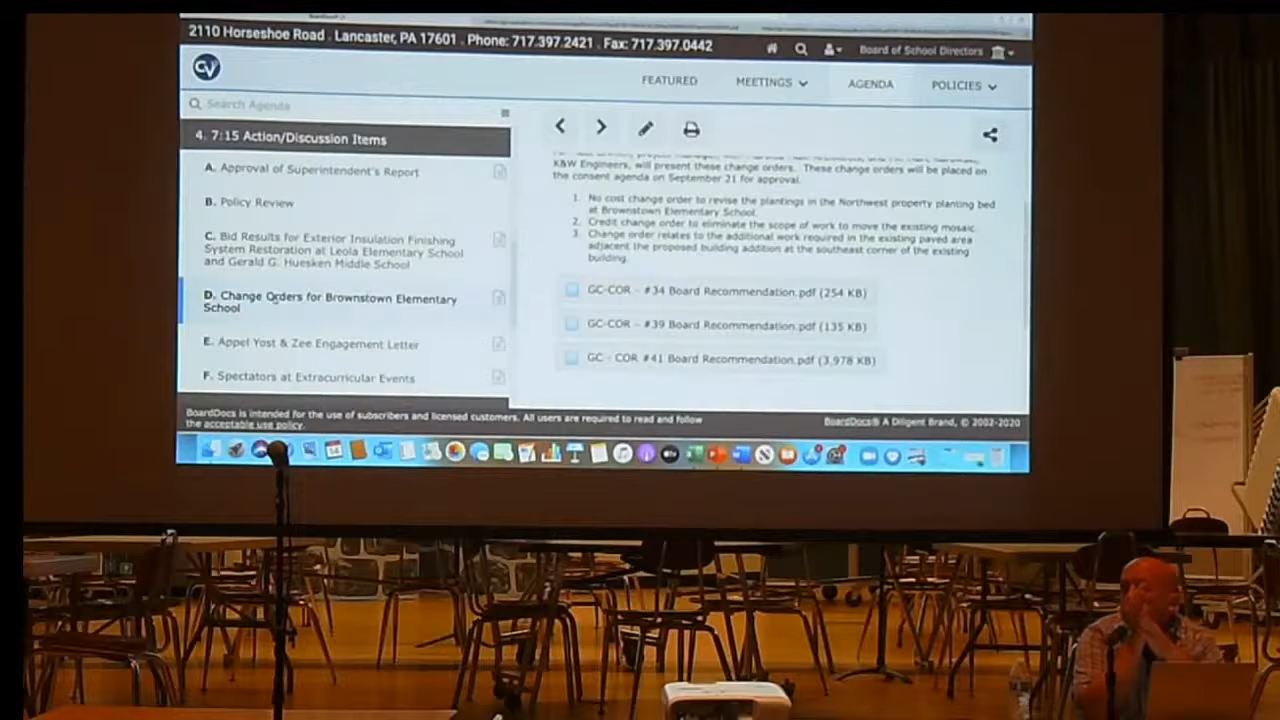 2110 Horseshoe Road . Lancaster, PA 17601 . Phone: 717.397.2421 . Fax: 717.397.0442
Board of School Directors
CV
FEATURED
MEETINGS
AGENDA
POLICIES
Search Agenda
4. 7:15 Action/Discussion Items
A. Approval of Superintendent's Report
B. Policy Review
C. Bid Results for Exterior Insulation Finishing
System Restoration at Leola Elementary School
and Gerald G. Huesken Middle School
D. Change Orders for Brownstown Elementary
School
E. Appel Yost & Zee Engagement Letter
F. Spectators at Extracurricular Events
K&W Engineers, will present these change orders. These change orders will be placed on
the consent agenda on September 21 for approval.
1. No cost change order to revise the plantings in the Northwest property planting bed
at Brownstown Elementary School.
2. Credit change order to eliminate the scope of work to move the existing mosaic.
3. Change order relates to the additional work required in the existing paved area
adjacent the proposed building addition at the southeast corner of the existing
building.
GC-COR - #34 Board Recommendation.pdf (254 KB)
GC-COR - #39 Board Recommendation.pdf (135 KB)
GC - COR #41 Board Recommendation.pdf (3,978 KB)
BoardDocs is intended for the use of subscribers and licensed customers. All users are required to read and follow
the acceptable use policy.
BoardDocs® A Diligent Brand, © 2002-2020